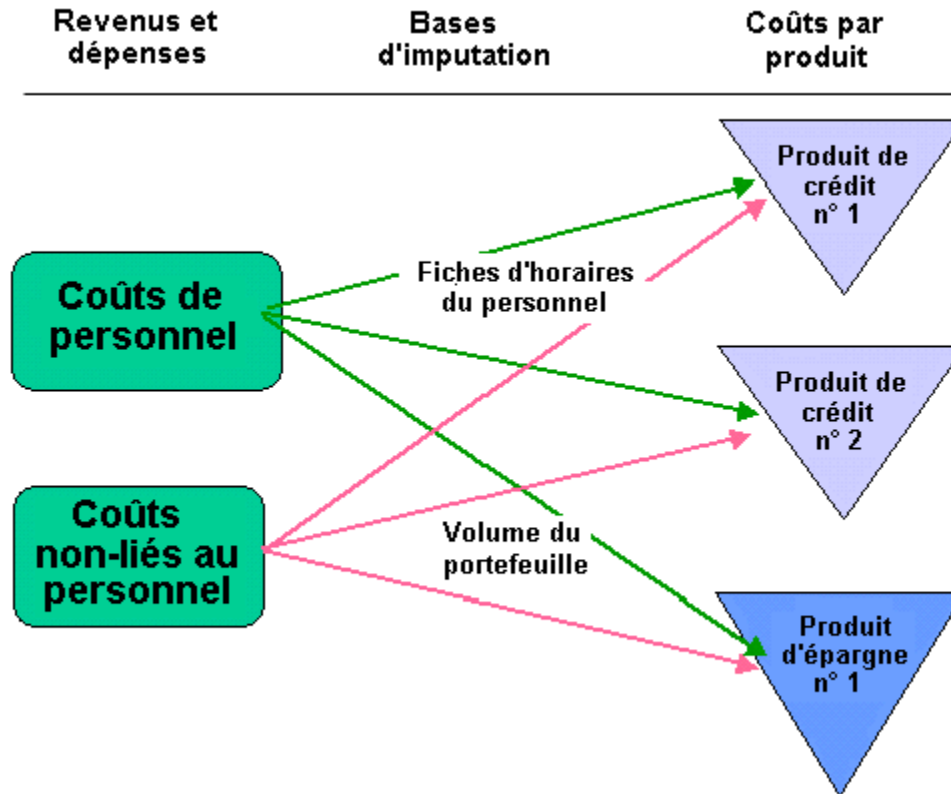 Revenus et
dépenses
Bases
d'imputation
Coûts par
produit
Produit de
crédit
n° 1
Fiches d'horaires
du personnel
Coûts de
personnel
Produit de
crédit
n° 2
Coûts
non-liés au
personnel
Volume du
portefeuille
Produit
d'épargne
n° 1